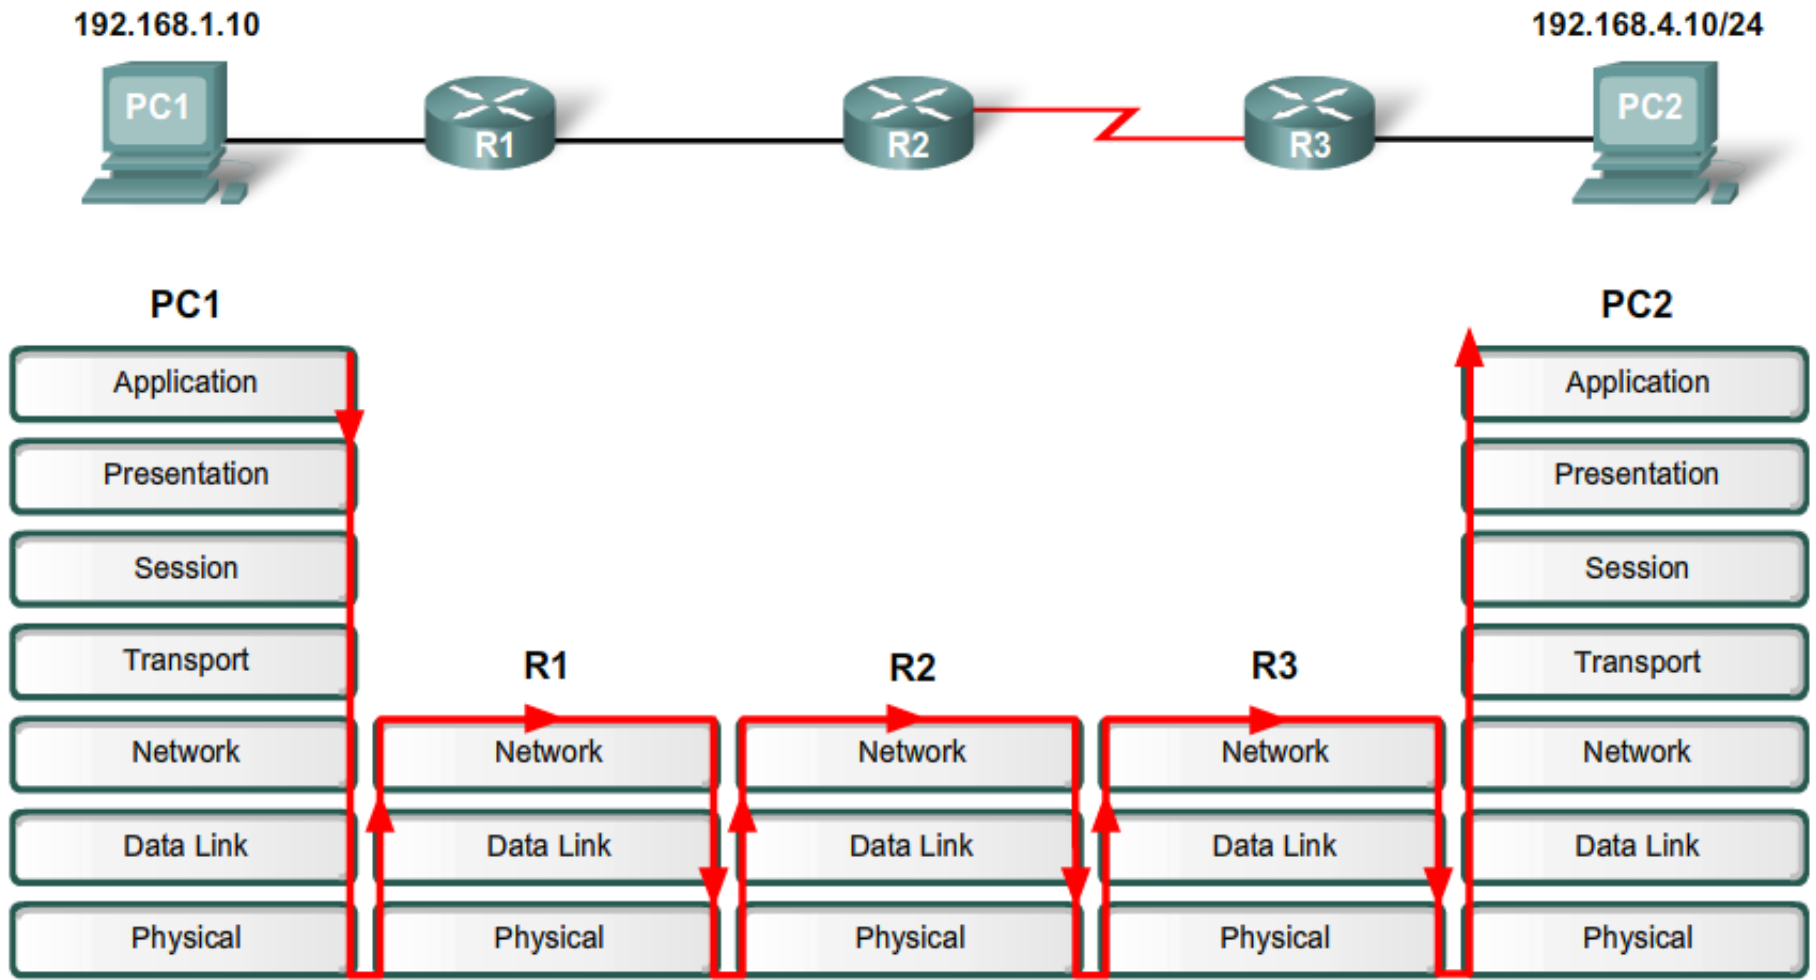 192.168.1.10
192.168.4.10/24
PC1
R1
R2
R3
PC2
PC1
PC2
Application
Application
Presentation
Presentation
Session
Session
Transport
R1
R2
R3
Transport
Network
Network
Network
Network
Network
Data Link
Data Link
Data Link
Data Link
Data Link
Physical
Physical
Physical
Physical
Physical